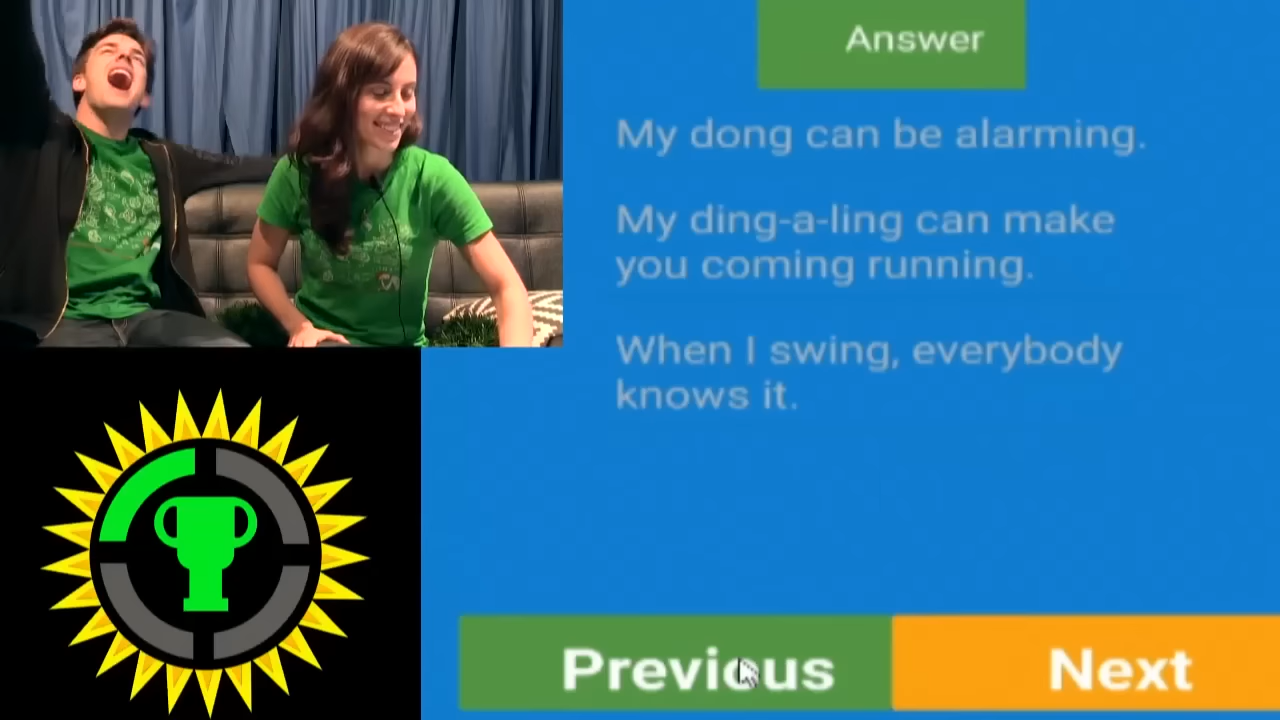 Answer
My dong can be alarming.
My ding-a-ling can make
you coming running.
When I swing, everybody
knows it.
Previous
Next